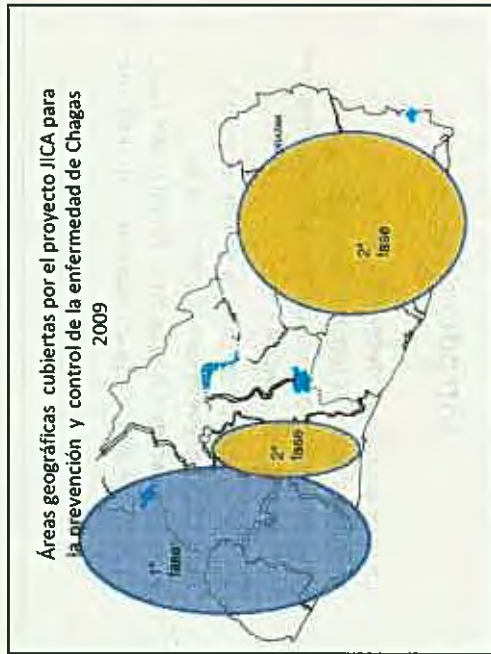 Áreas geográficas cubiertas por el proyecto JICA para
la prevención y control de la enfermedad de Chagas
2009
1ª
fase
2ª
fase
2ª
fase